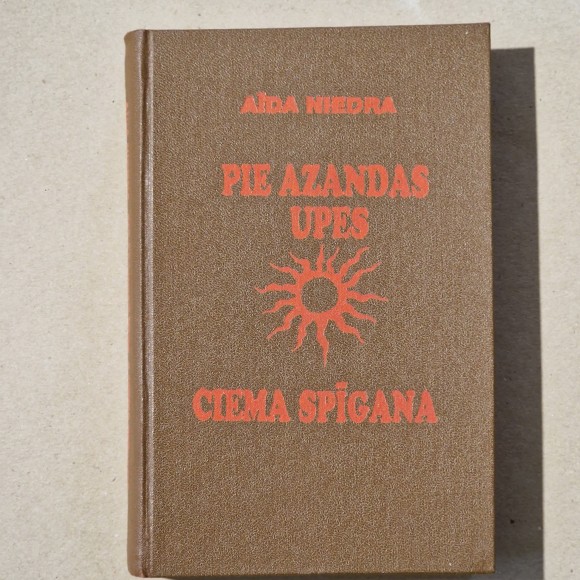 AĪDA NIEDRA
PIE AZANDAS
UPES
CIEMA SPĪGANA